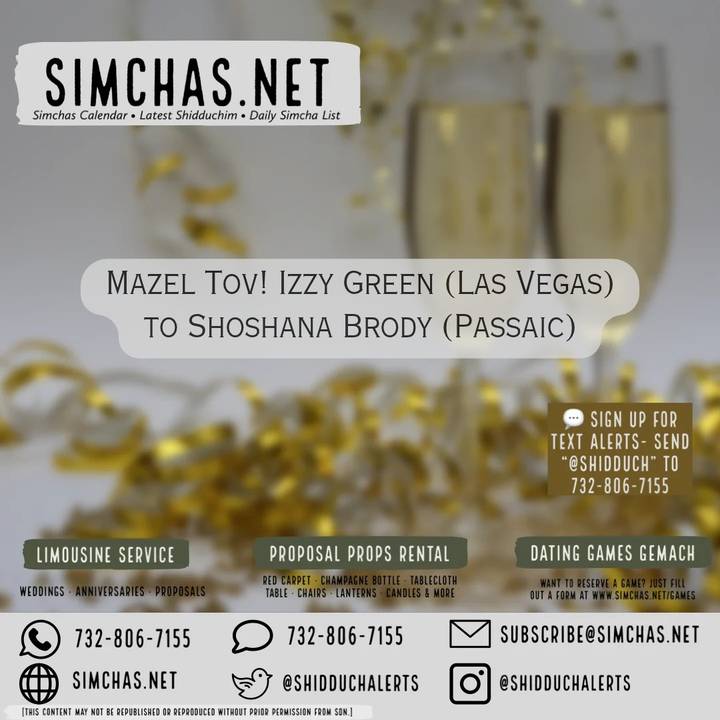 SIMCHAS.NET
Simchas Calendar • Latest Shidduchim • Daily Simcha List
MAZEL TOV! IZZY GREEN (LAS VEGAS)
TO SHOSHANA BRODY (PASSAIC)
SIGN UP FOR
TEXT ALERTS- SEND
“@SHIDDUCH” TO
732-806-7155
LIMOUSINE SERVICE
WEDDINGS · ANNIVERSARIES · PROPOSALS
PROPOSAL PROPS RENTAL
RED CARPET · CHAMPAGNE BOTTLE · TABLECLOTH
TABLE · CHAIRS · LANTERNS · CANDLES & MORE
DATING GAMES GEMACH
WANT TO RESERVE A GAME? JUST FILL
OUT A FORM AT WWW.SIMCHAS.NET/GAMES
732-806-7155
732-806-7155
SUBSCRIBE@SIMCHAS.NET
SIMCHAS.NET
@SHIDDUCHALERTS
@SHIDDUCHALERTS
[THIS CONTENT MAY NOT BE REPUBLISHED OR REPRODUCED WITHOUT PRIOR PERMISSION FROM SDN.]